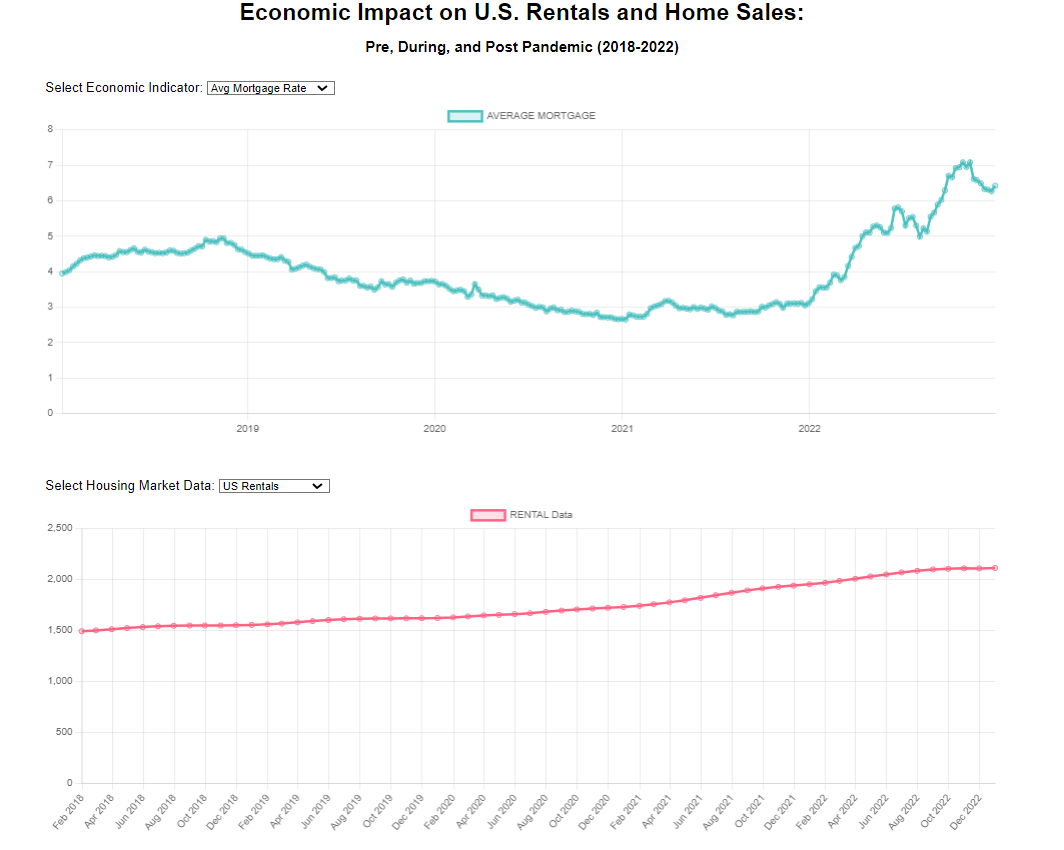 Economic Impact on U.S. Rentals and Home Sales:
Pre, During, and Post Pandemic (2018-2022)
Select Economic Indicator: Avg Mortgage Rate
AVERAGE MORTGAGE
8
7
6
5
4
3
2
1
0
2019 2020 2021 2022
Select Housing Market Data: US Rentals
RENTAL Data
2,500
2,000
1,500
1,000
500
0
Feb 2018 Apr 2018 Jun 2018 Aug 2018 Oct 2018 Dec 2018 Feb 2019 Apr 2019 Jun 2019 Aug 2019 Oct 2019 Dec 2019 Feb 2020 Apr 2020 Jun 2020 Aug 2020 Oct 2020 Dec 2020 Feb 2021 Apr 2021 Jun 2021 Aug 2021 Oct 2021 Dec 2021 Feb 2022 Apr 2022 Jun 2022 Aug 2022 Oct 2022 Dec 2022